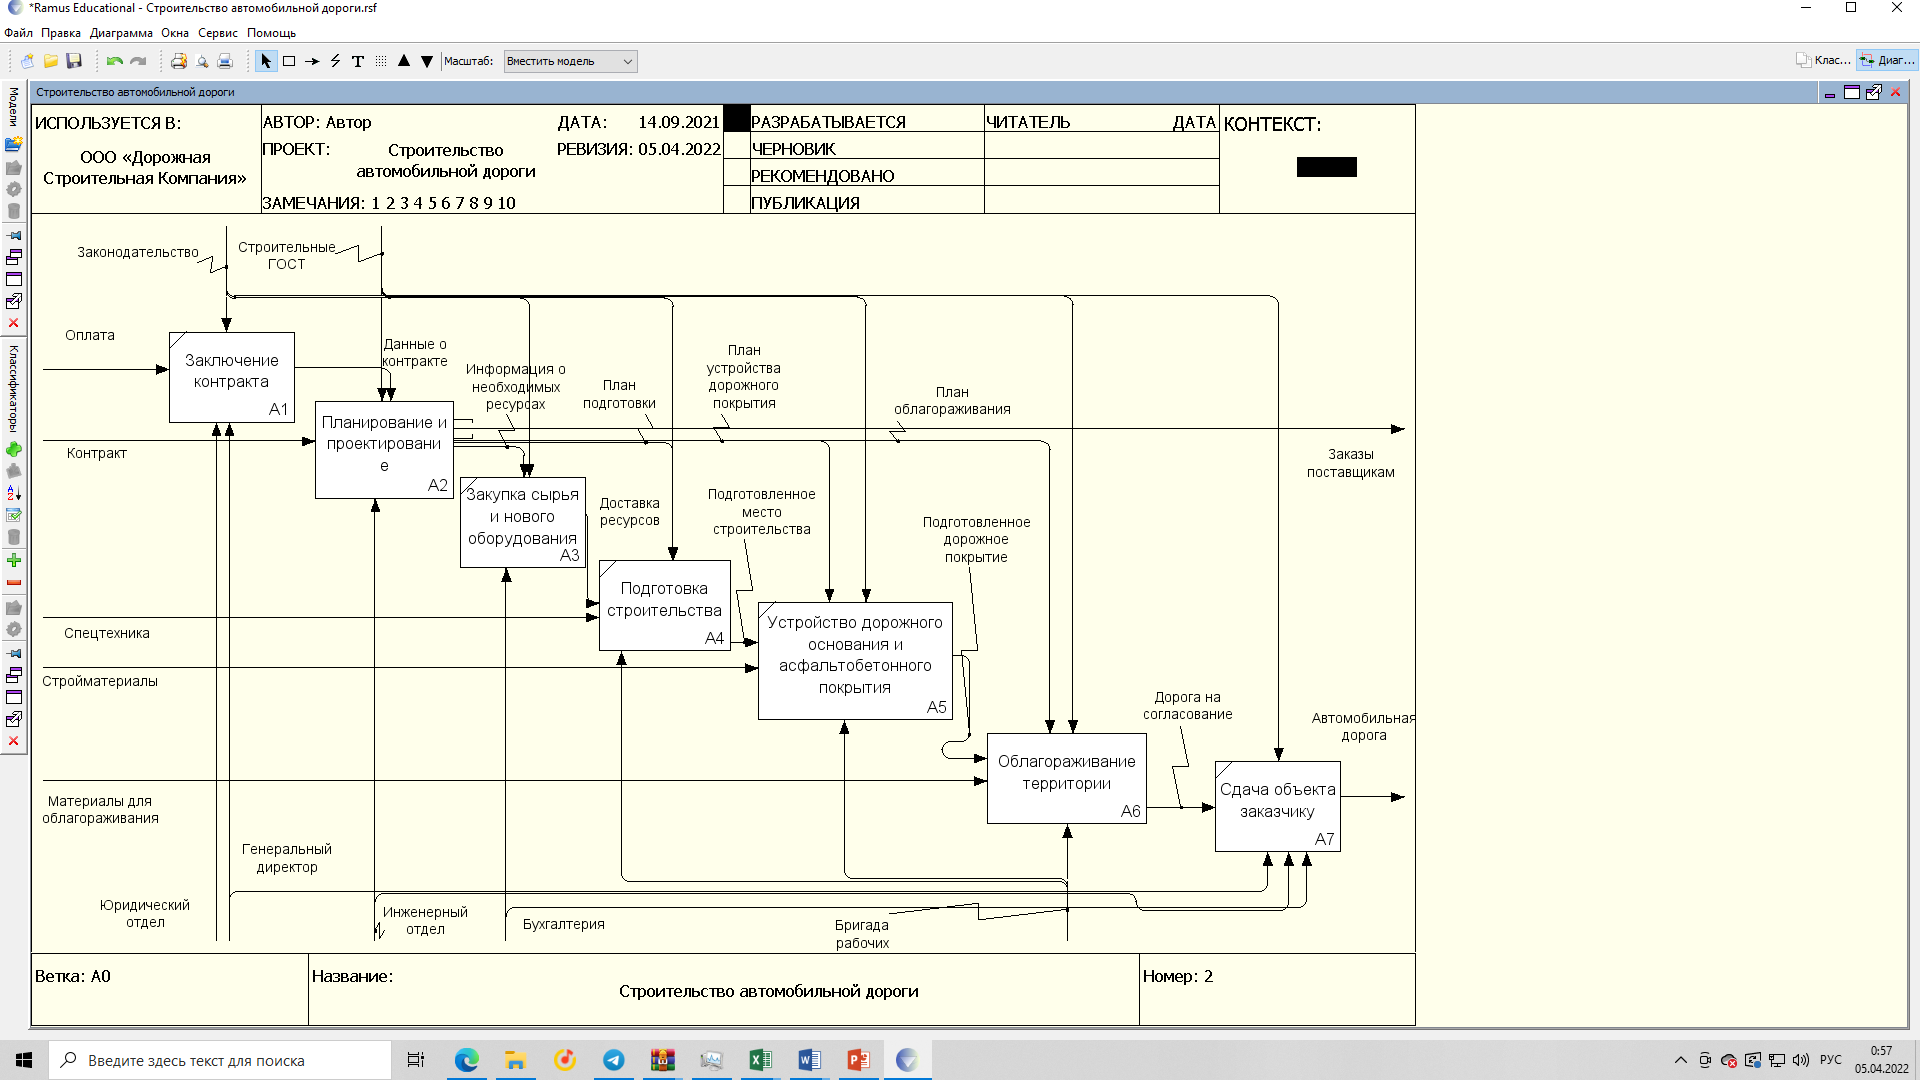 *Ramus Educational - Строительство автомобильной дороги.rsf
Файл Правка Диаграмма Окна Сервис Помощь
Масштаб: Вместить модель
Клас... Диаг...
Модели
Классификаторы
Строительство автомобильной дороги
ИСПОЛЬЗУЕТСЯ В:
ООО «Дорожная
Строительная Компания»
АВТОР: Автор
ДАТА: 14.09.2021
ПРОЕКТ: Строительство
автомобильной дороги
РЕВИЗИЯ: 05.04.2022
ЗАМЕЧАНИЯ: 1 2 3 4 5 6 7 8 9 10
РАЗРАБАТЫВАЕТСЯ
ЧЕРНОВИК
РЕКОМЕНДОВАНО
ПУБЛИКАЦИЯ
ЧИТАТЕЛЬ ДАТА
КОНТЕКСТ:
Законодательство
Строительные
ГОСТ
Оплата
Заключение
контракта
A1
Данные о
контракте
Контракт
Планирование и
проектировани
е
A2
Информация о
необходимых
ресурсах
План
подготовки
План
устройства
дорожного
покрытия
План
облагораживания
Заказы
поставщикам
Закупка сырья
и нового
оборудования
A3
Доставка
ресурсов
Подготовленное
место
строительства
Подготовленное
дорожное
покрытие
Подготовка
строительства
A4
Спецтехника
Устройство дорожного
основания и
асфальтобетонного
покрытия
A5
Стройматериалы
Дорога на
согласование
Автомобильная
дорога
Облагораживание
территории
A6
Сдача объекта
заказчику
A7
Материалы для
облагораживания
Генеральный
директор
Юридический
отдел
Инженерный
отдел
Бухгалтерия
Бригада
рабочих
Ветка: A0
Название:
Строительство автомобильной дороги
Номер: 2
Введите здесь текст для поиска
РУС
0:57
05.04.2022